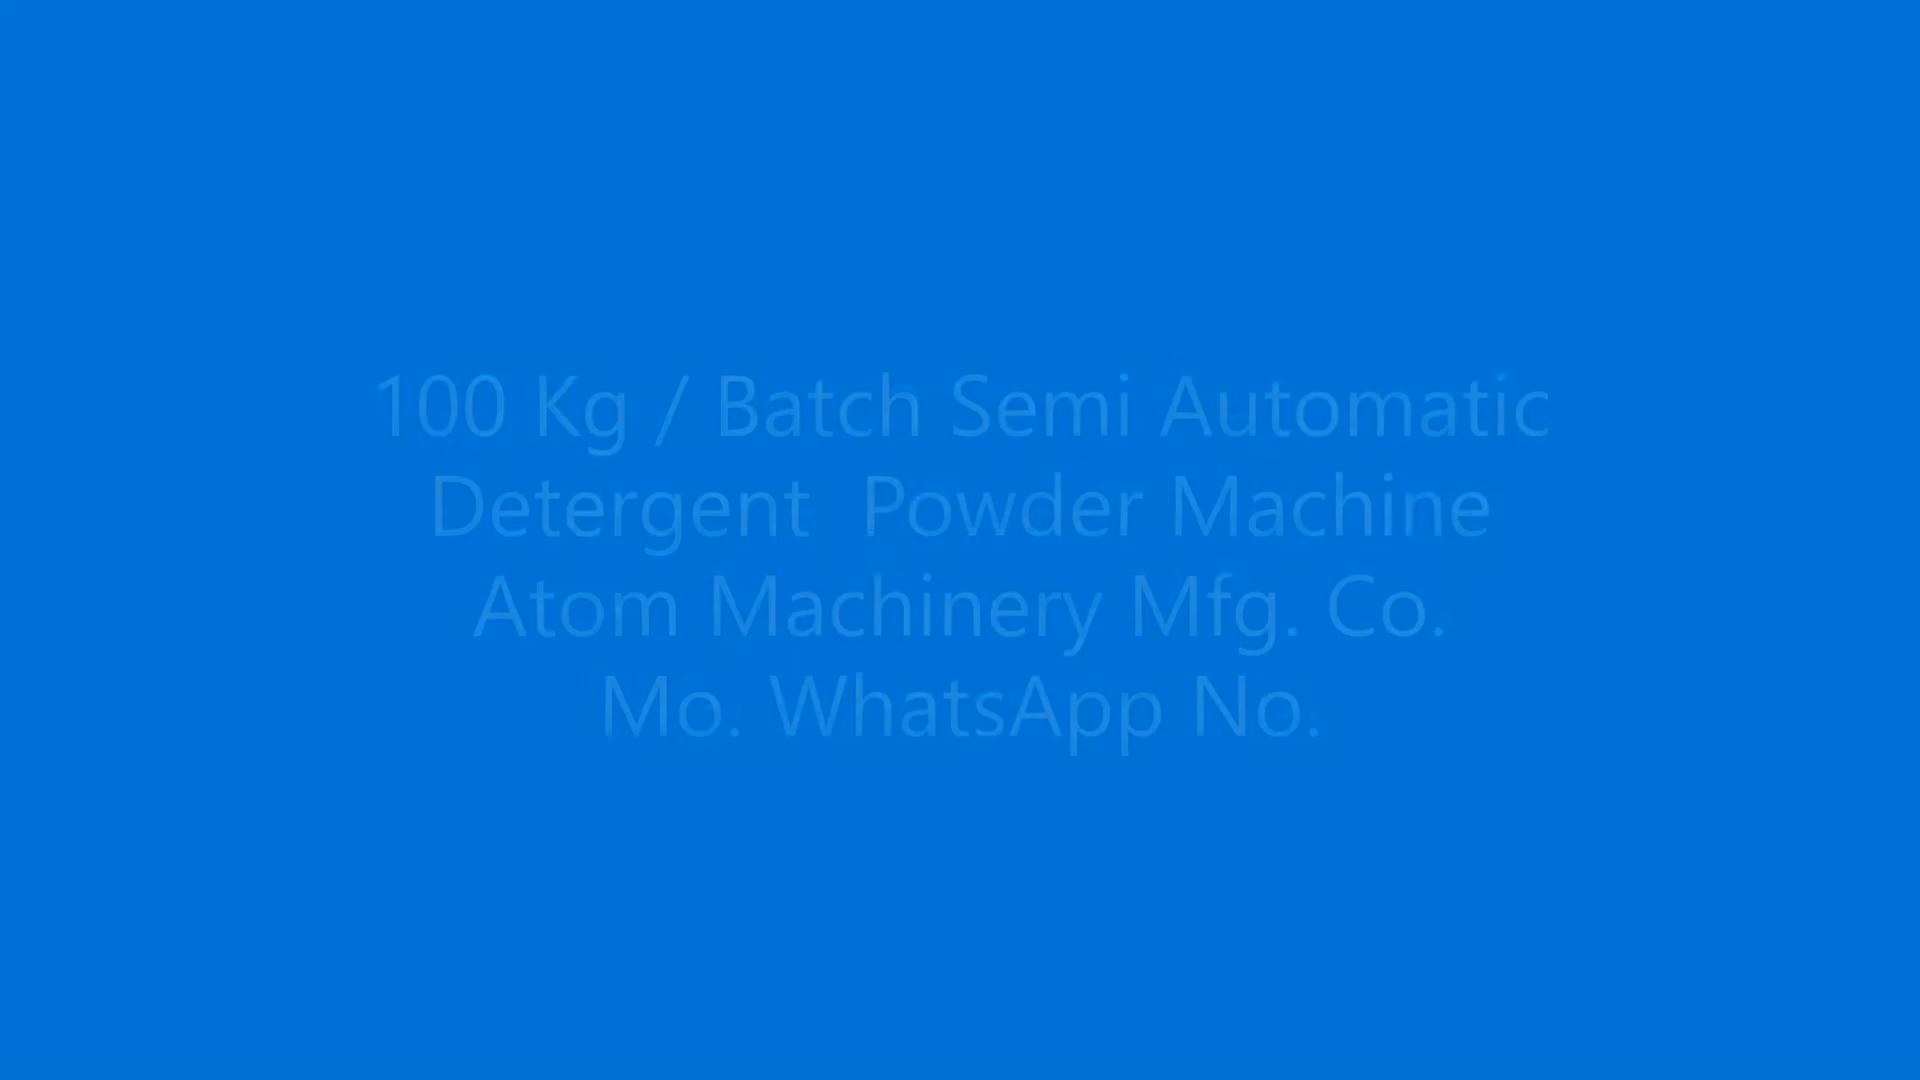 100 Kg / Batch Semi Automatic
Detergent  Powder Machine
Atom Machinery Mfg. Co.
Mo. WhatsApp No.